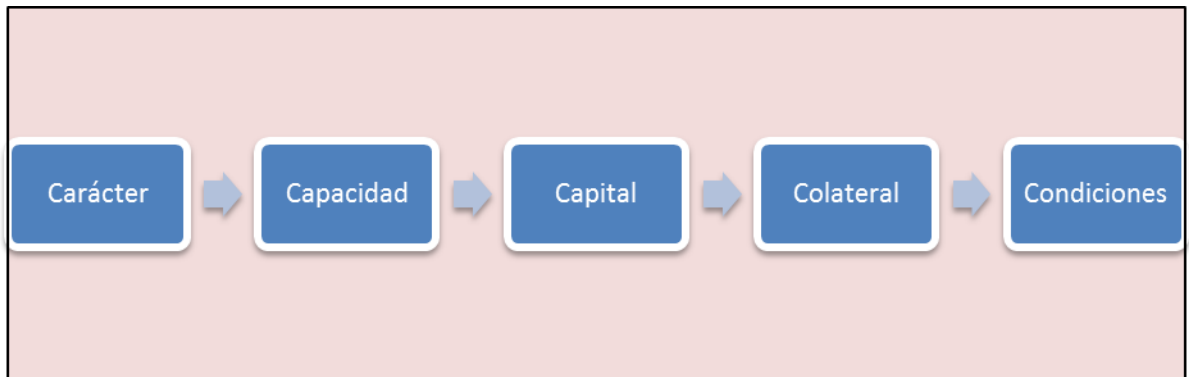 Carácter
Capacidad
Capital
Colateral
Condiciones